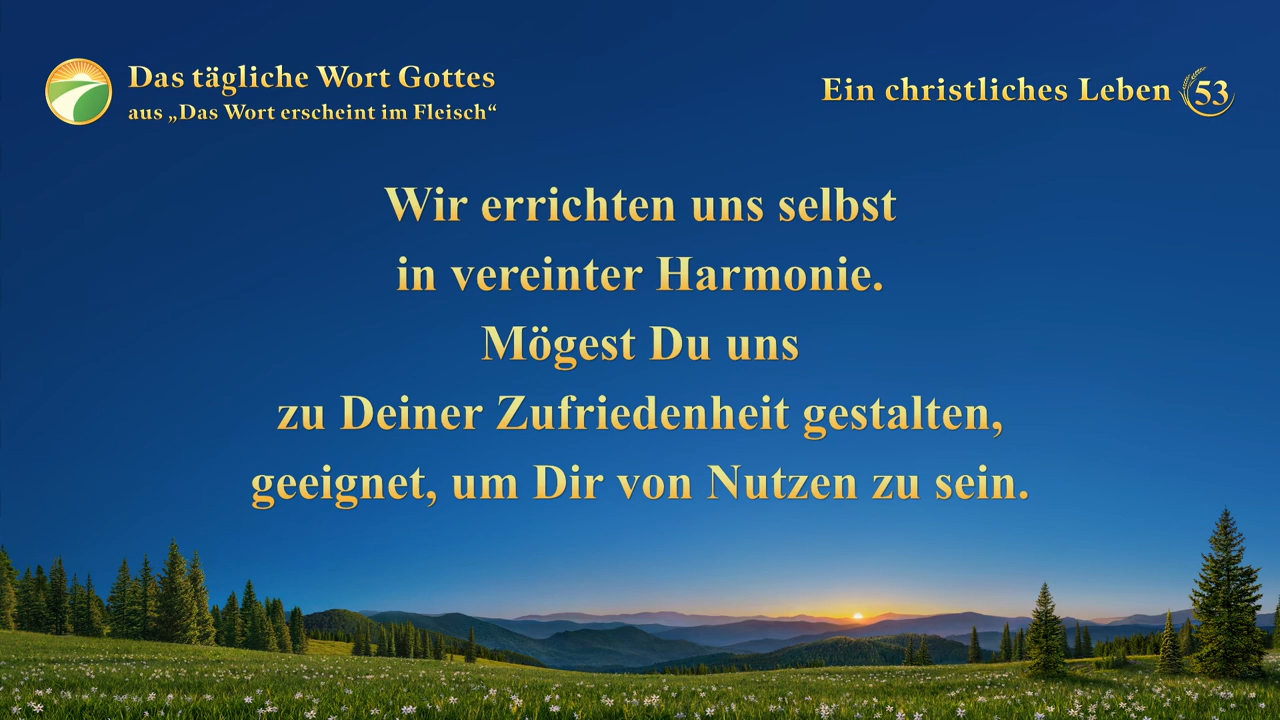 Das tägliche Wort Gottes
aus „Das Wort erscheint im Fleisch“
Ein christliches Leben 53
Wir errichten uns selbst
in vereinter Harmonie.
Mögest Du uns
zu Deiner Zufriedenheit gestalten,
geeignet, um Dir von Nutzen zu sein.